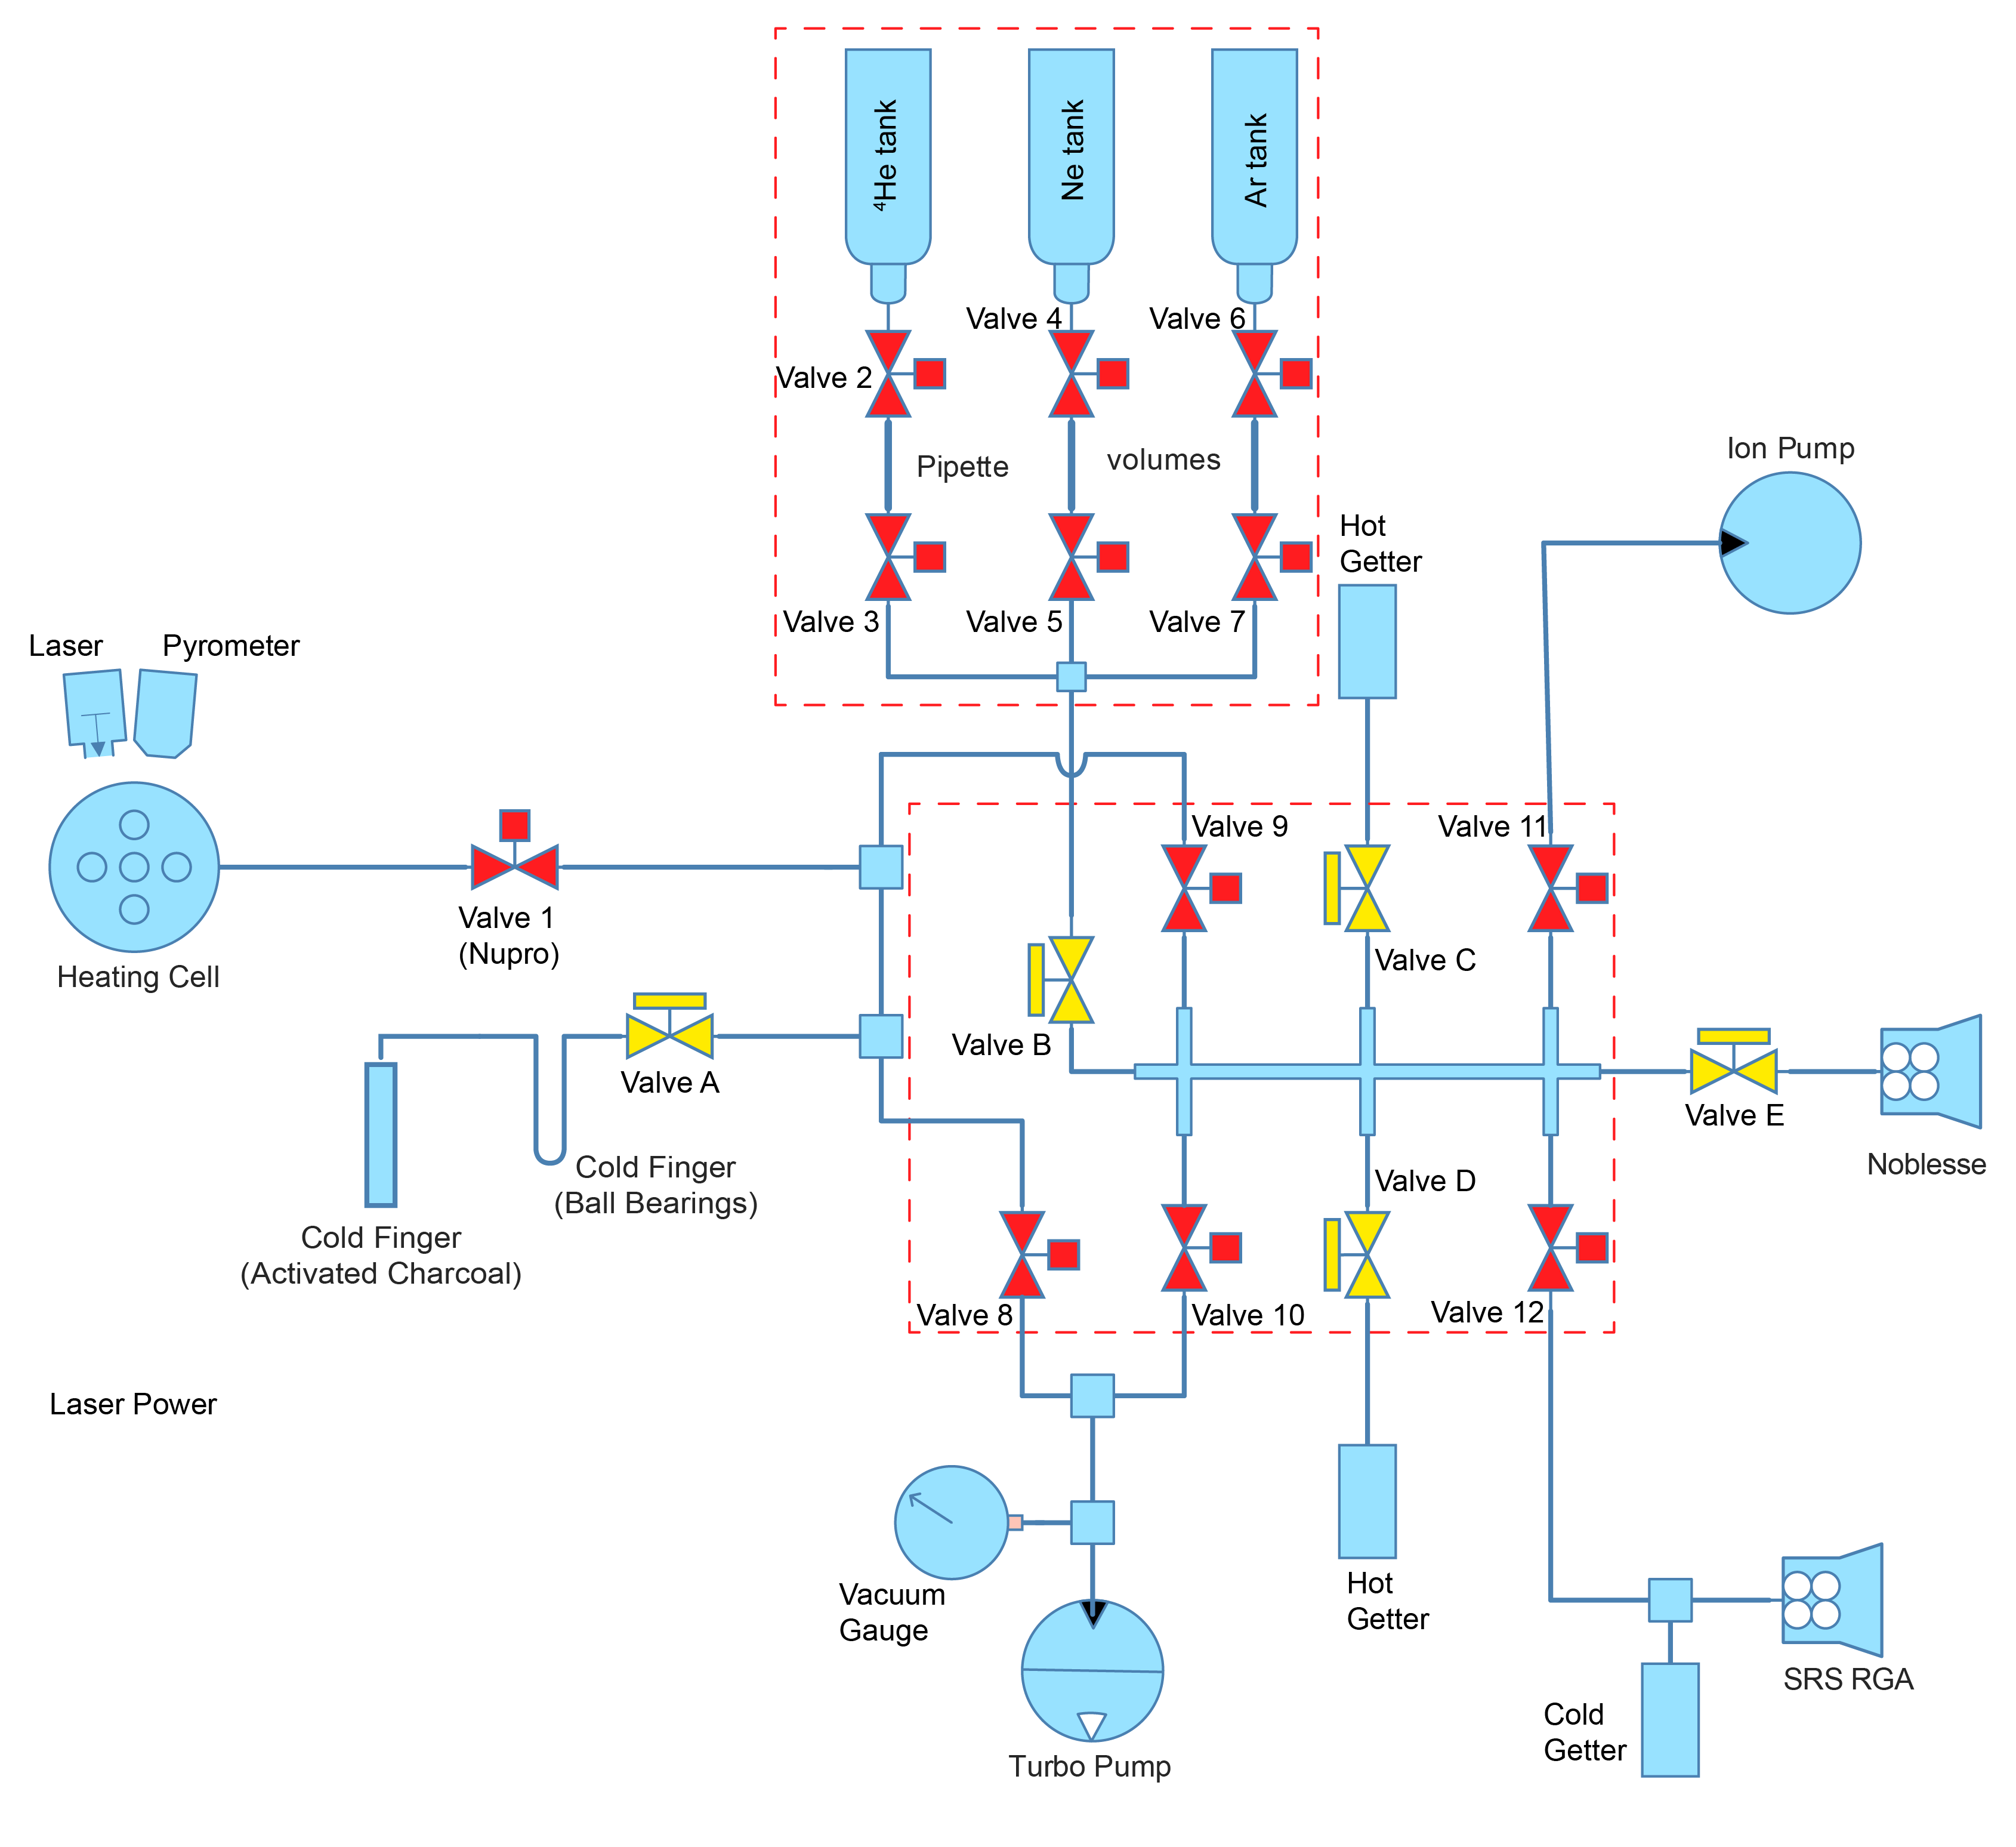 ⁴He tank
Ne tank
Ar tank
Valve 4
Valve 6
Valve 2
Pipette
volumes
Ion Pump
Hot
Getter
Valve 3
Valve 5
Valve 7
Laser
Pyrometer
Valve 9
Valve 11
Valve 1
(Nupro)
Valve C
Heating Cell
Valve B
Valve A
Valve E
Cold Finger
(Ball Bearings)
Noblesse
Valve D
Cold Finger
(Activated Charcoal)
Valve 8
Valve 10
Valve 12
Laser Power
Vacuum
Gauge
Hot
Getter
SRS RGA
Cold
Getter
Turbo Pump